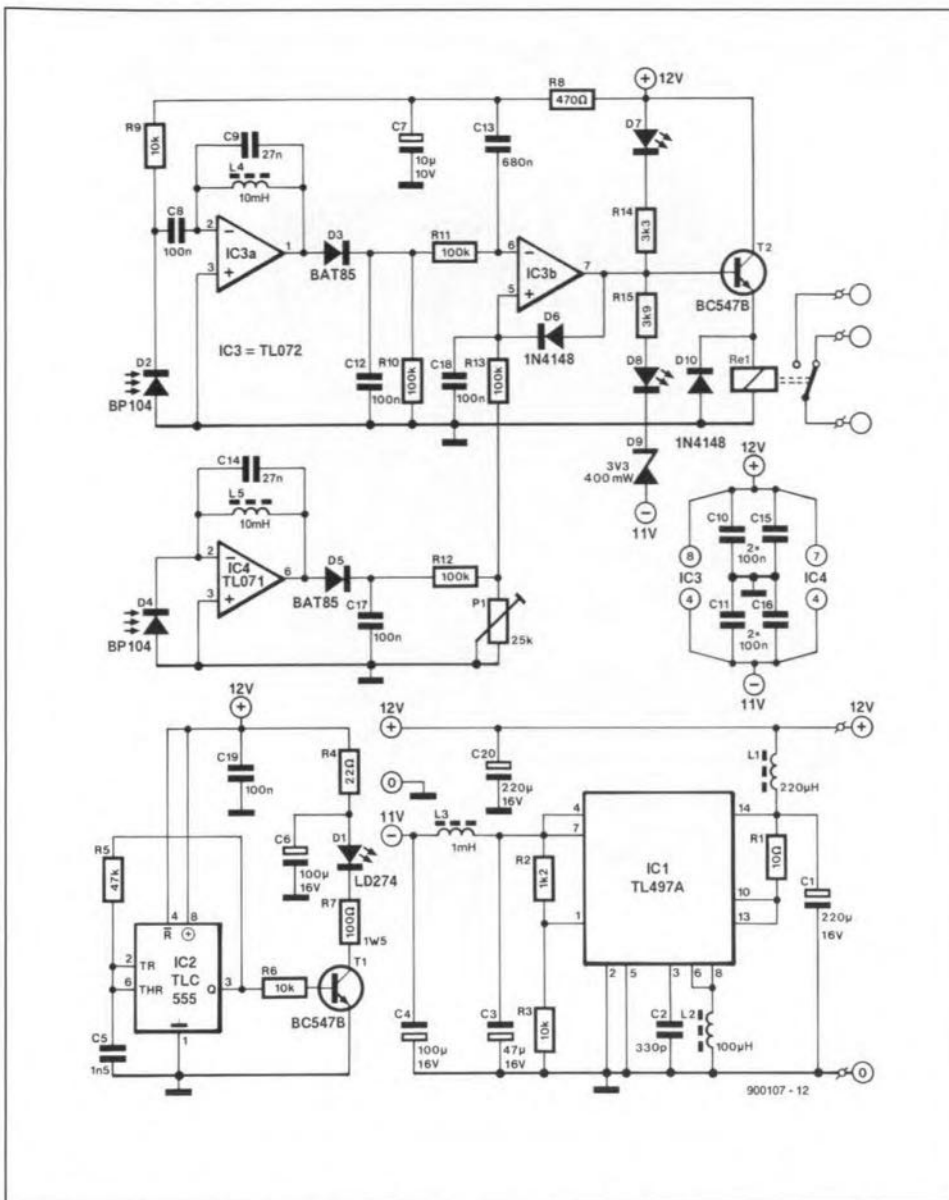 R8
470Ω
12V
R9
10k
C9
27n
L4
10mH
C7
10µ
10V
C13
680n
D7
R14
3k3
T2
BC547B
C8
100n
2
3
IC3a
1
D3
BAT85
R11
100k
6
5
IC3b
7
R15
3k9
IC3 = TL072
D6
1N4148
D2
BP104
C12
100n
R10
100k
C18
100n
R13
100k
D8
D10
1N4148
Re1
D9
3V3
400 mW
11V
C14
27n
L5
10mH
2
3
IC4
TL071
6
D5
BAT85
R12
100k
D4
BP104
C17
100n
P1
25k
12V
C10
C15
2×
100n
8
IC3
4
7
IC4
4
C11
C16
2×
100n
11V
12V
C19
100n
R4
22Ω
R5
47k
C6
100µ
16V
D1
LD274
R7
100Ω
1W5
4
8
R
IC2
TLC
555
2
TR
6
THR
Q
3
1
R6
10k
T1
BC547B
C5
1n5
12V
12V
C20
220µ
16V
0
11V
L3
1mH
L1
220µH
4
7
1
R2
1k2
IC1
TL497A
14
10
13
R1
10Ω
C1
220µ
16V
2
5
3
6
8
C4
100µ
16V
C3
47µ
16V
R3
10k
C2
330p
L2
100µH
0
900107 - 12